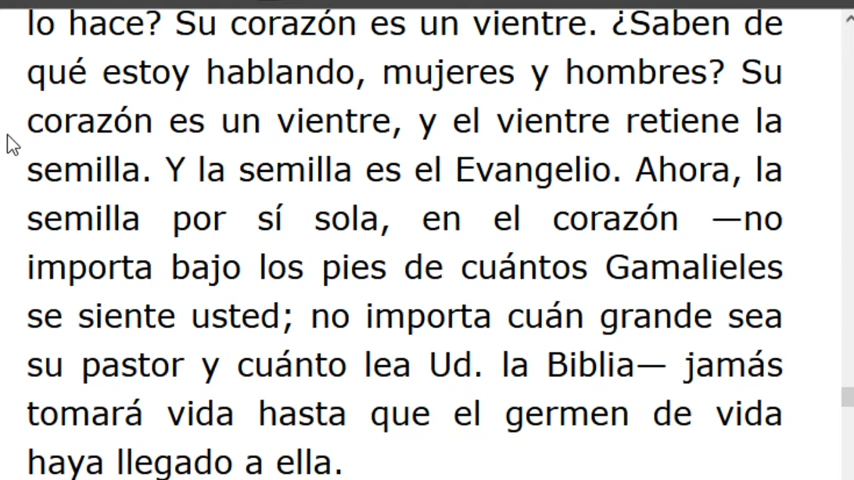 lo hace? Su corazón es un vientre. ¿Saben de
qué estoy hablando, mujeres y hombres? Su
corazón es un vientre, y el vientre retiene la
semilla. Y la semilla es el Evangelio. Ahora, la
semilla por sí sola, en el corazón —no
importa bajo los pies de cuántos Gamalieles
se siente usted; no importa cuán grande sea
su pastor y cuánto lea Ud. la Biblia— jamás
tomará vida hasta que el germen de vida
haya llegado a ella.